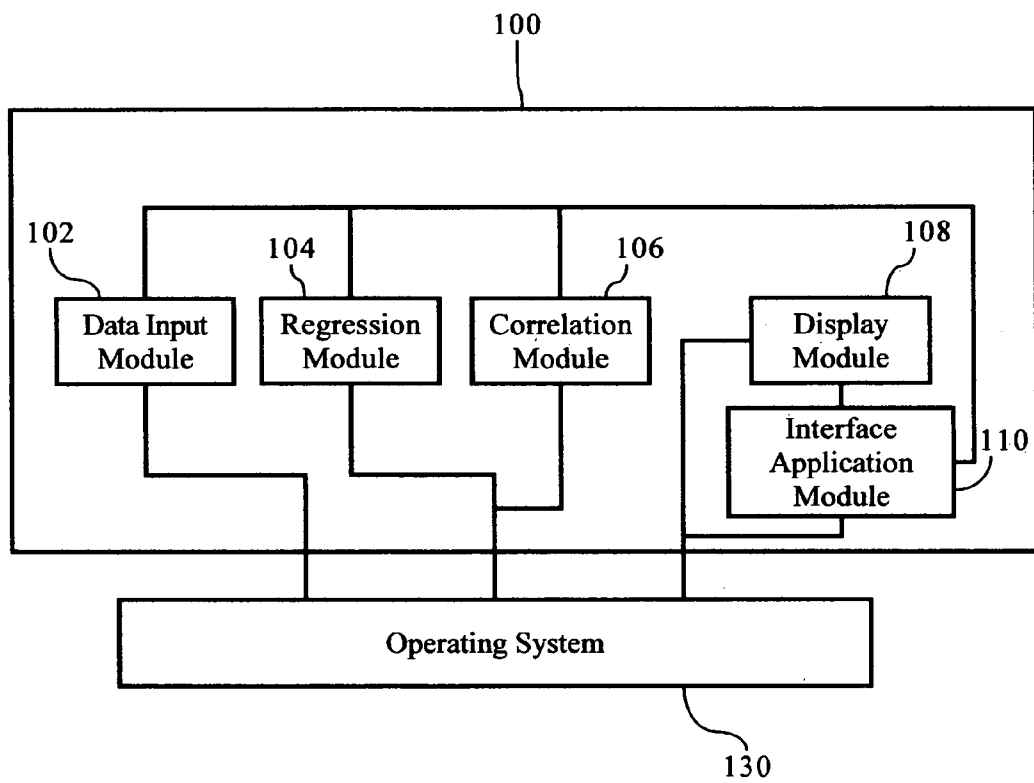 100
102
104
106
108
Data Input
Module
Regression
Module
Correlation
Module
Display
Module
Interface
Application
Module
110
Operating System
130